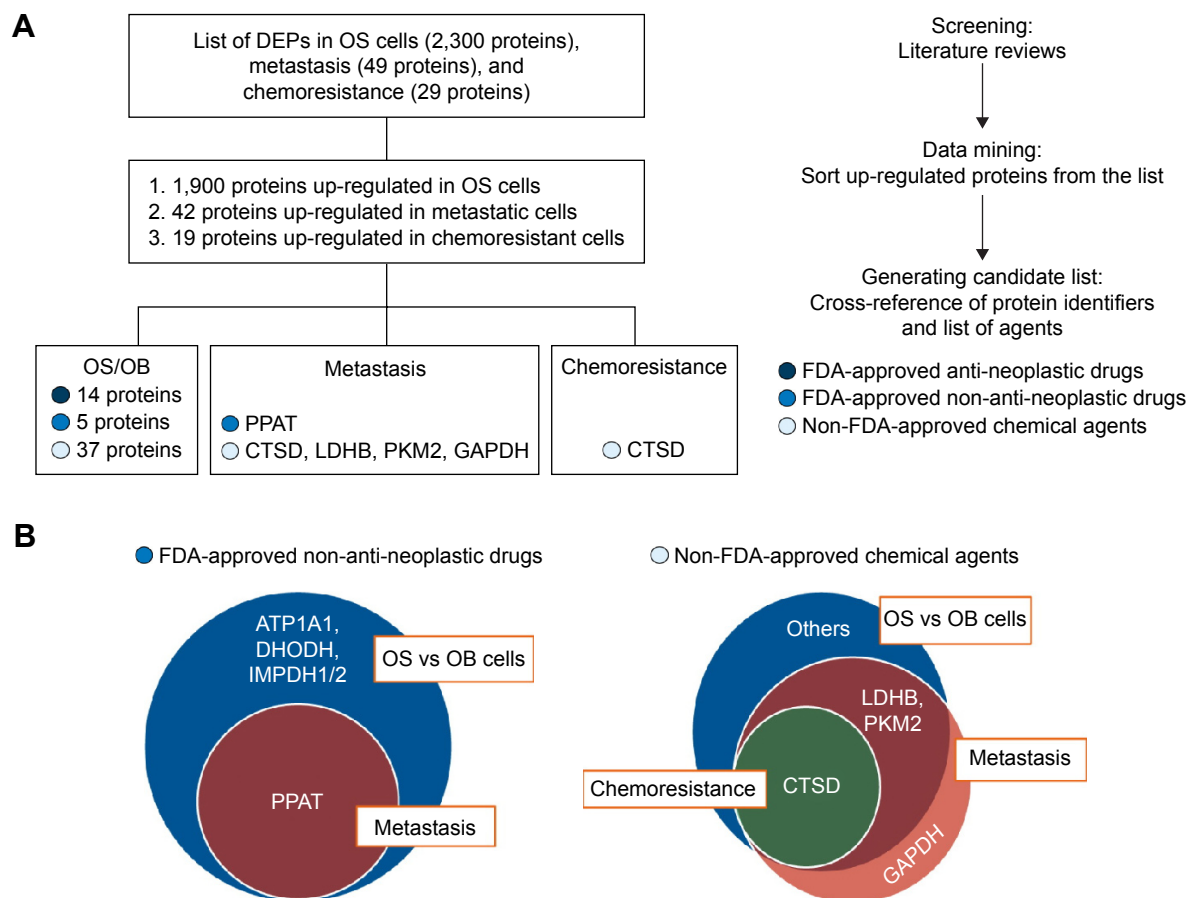 A
List of DEPs in OS cells (2,300 proteins),
metastasis (49 proteins), and
chemoresistance (29 proteins)
1. 1,900 proteins up-regulated in OS cells
2. 42 proteins up-regulated in metastatic cells
3. 19 proteins up-regulated in chemoresistant cells
OS/OB
14 proteins
5 proteins
37 proteins
Metastasis
PPAT
CTSD, LDHB, PKM2, GAPDH
Chemoresistance
CTSD
Screening:
Literature reviews
Data mining:
Sort up-regulated proteins from the list
Generating candidate list:
Cross-reference of protein identifiers
and list of agents
FDA-approved anti-neoplastic drugs
FDA-approved non-anti-neoplastic drugs
Non-FDA-approved chemical agents
B
FDA-approved non-anti-neoplastic drugs
ATP1A1,
DHODH,
IMPDH1/2
OS vs OB cells
PPAT
Metastasis
Non-FDA-approved chemical agents
Others
OS vs OB cells
LDHB,
PKM2
Metastasis
Chemoresistance
CTSD
GAPDH